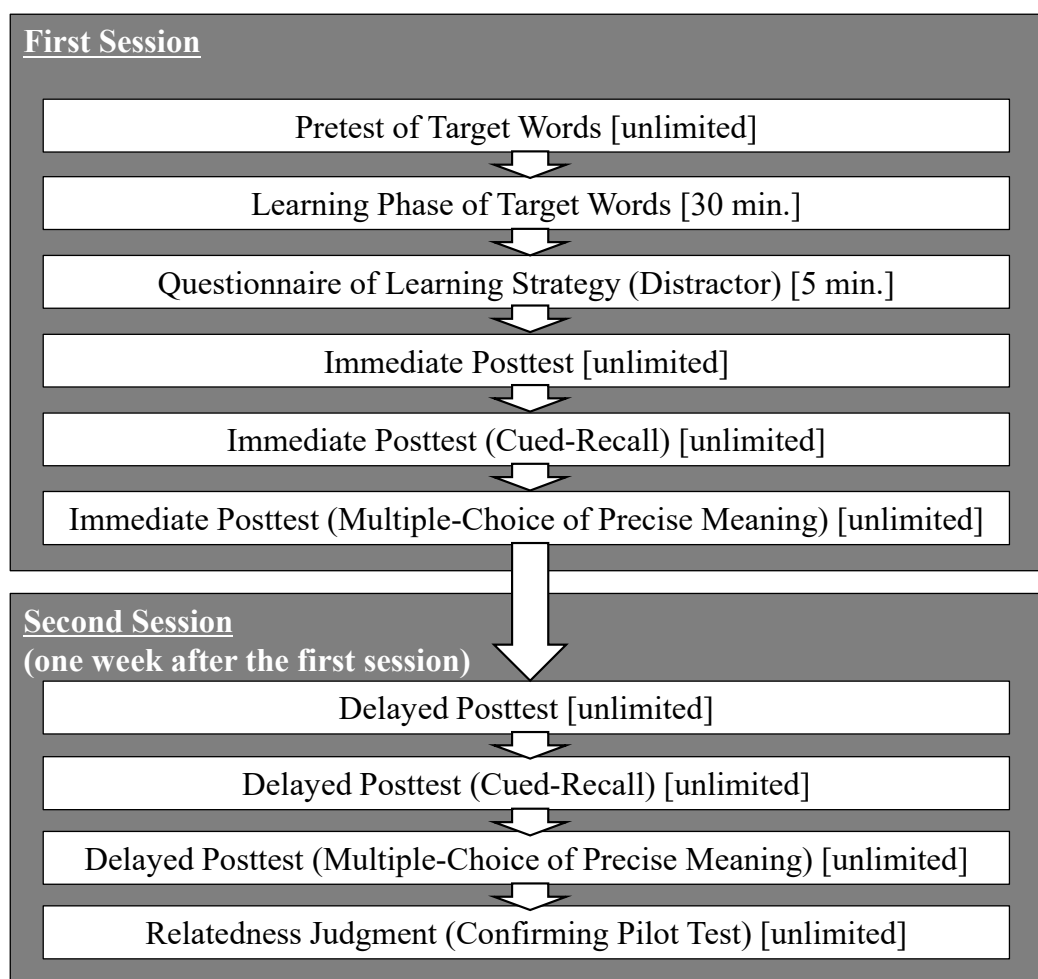 First Session
Pretest of Target Words [unlimited]
Learning Phase of Target Words [30 min.]
Questionnaire of Learning Strategy (Distractor) [5 min.]
Immediate Posttest [unlimited]
Immediate Posttest (Cued-Recall) [unlimited]
Immediate Posttest (Multiple-Choice of Precise Meaning) [unlimited]
Second Session
(one week after the first session)
Delayed Posttest [unlimited]
Delayed Posttest (Cued-Recall) [unlimited]
Delayed Posttest (Multiple-Choice of Precise Meaning) [unlimited]
Relatedness Judgment (Confirming Pilot Test) [unlimited]